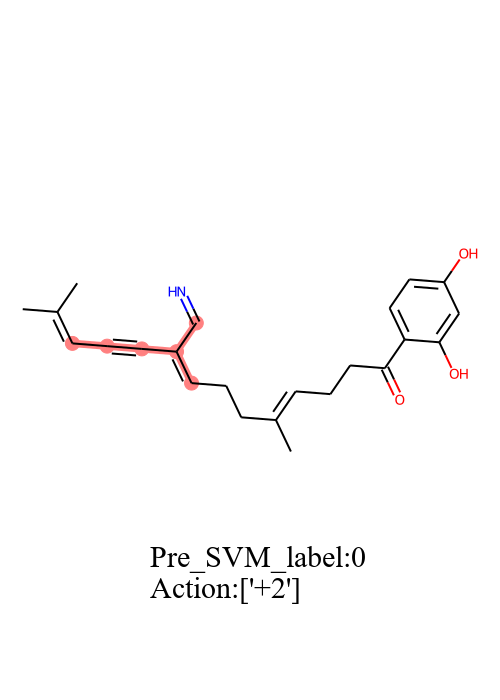 HN
OH
OH
O
Pre_SVM_label:0
Action:['+2']